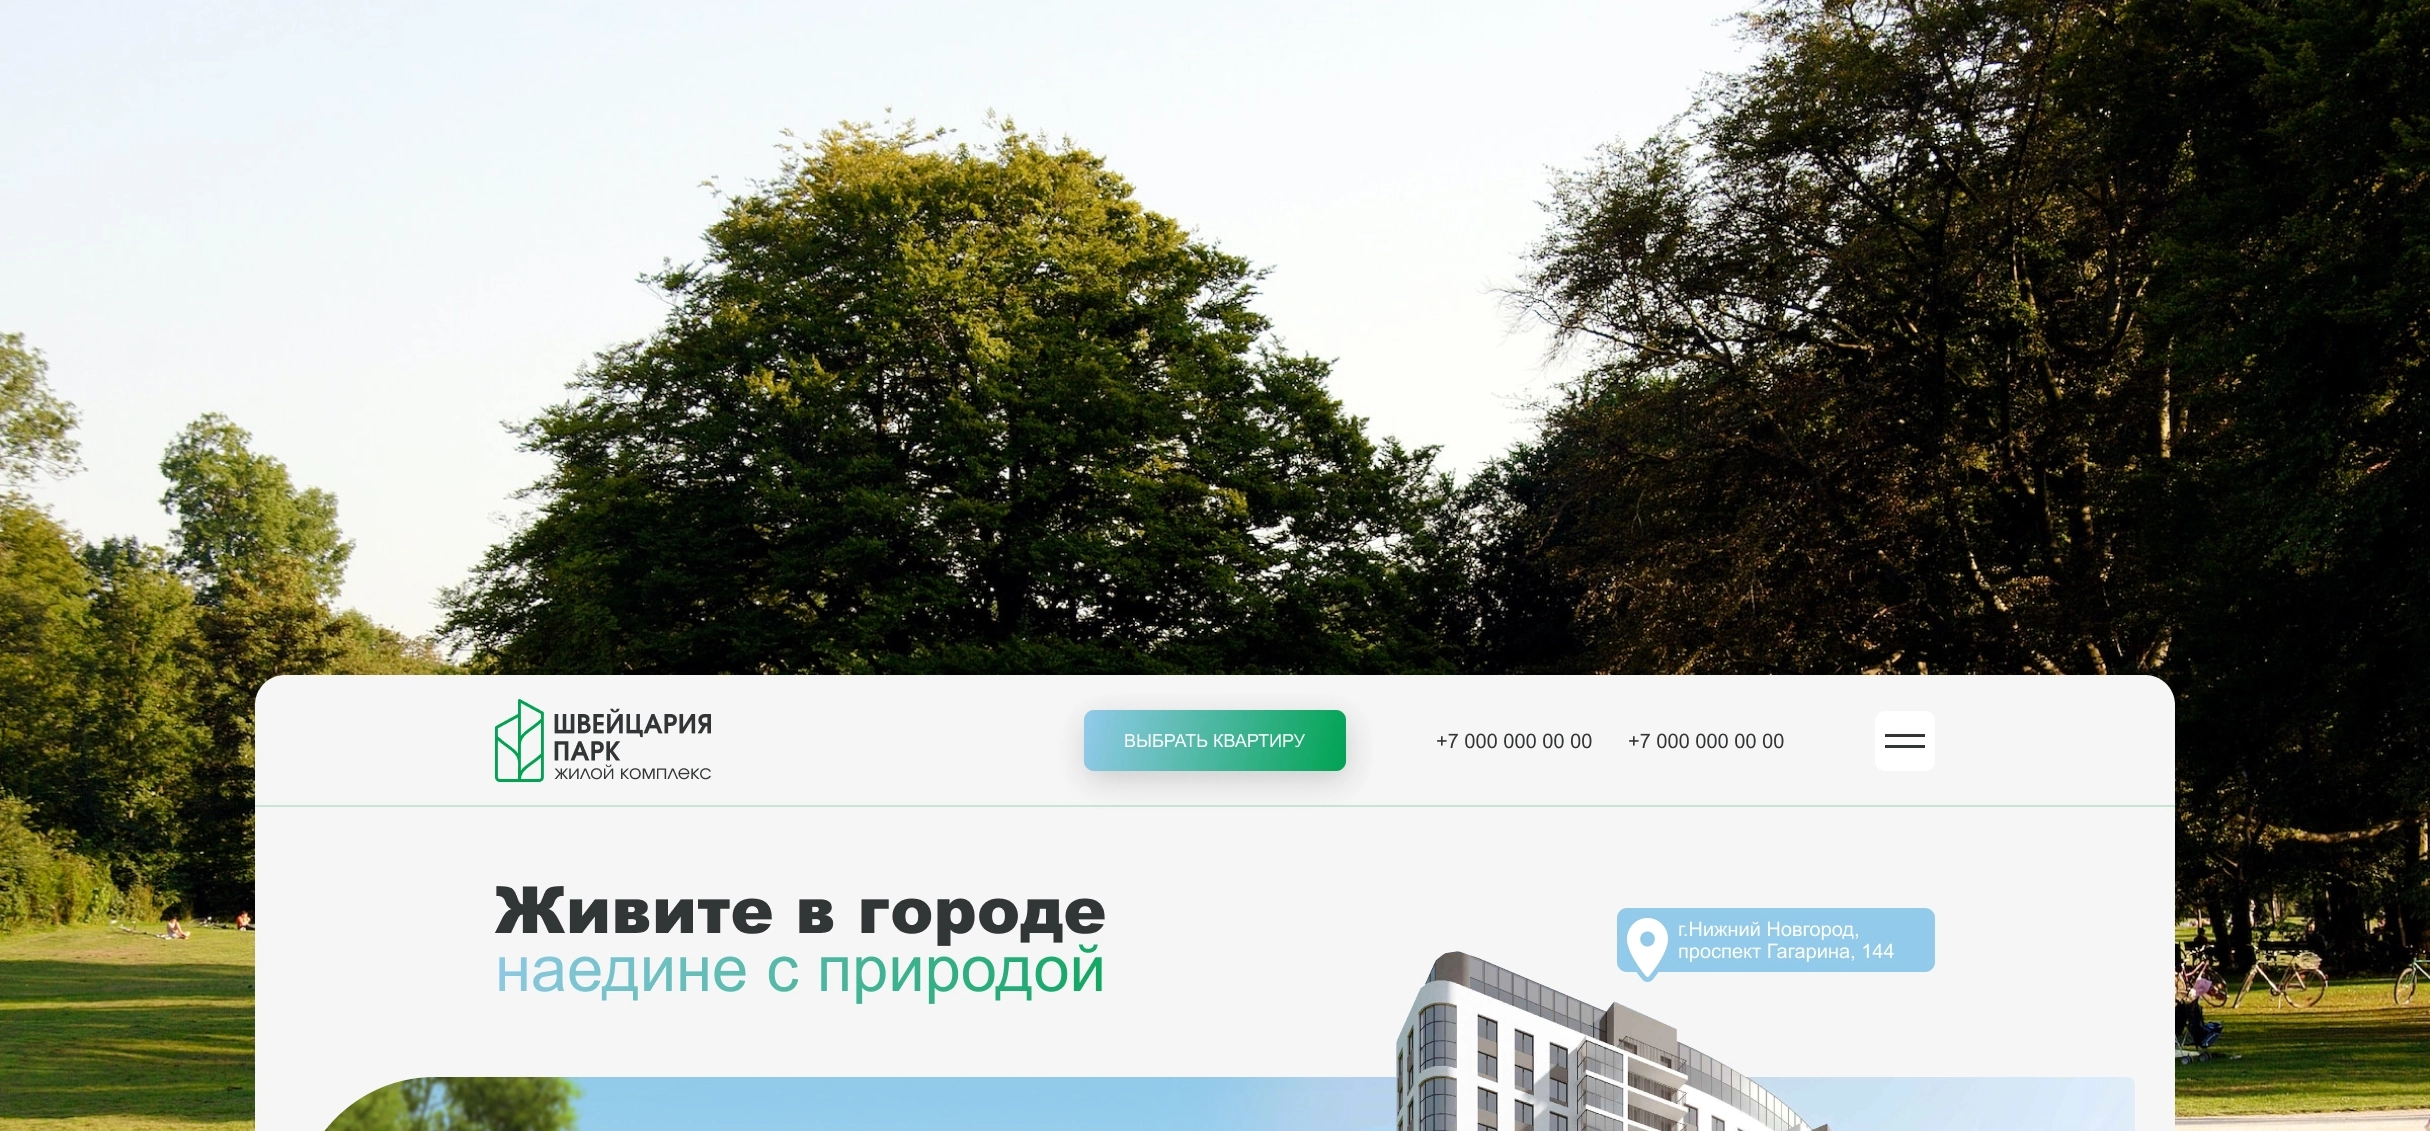 ШВЕЙЦАРИЯ
ПАРК
ЖИЛОЙ КОМПЛЕКС
ВЫБРАТЬ КВАРТИРУ
+7 000 000 00 00
+7 000 000 00 00
Живите в городе
наедине с природой
г.Нижний Новгород,
проспект Гагарина, 144